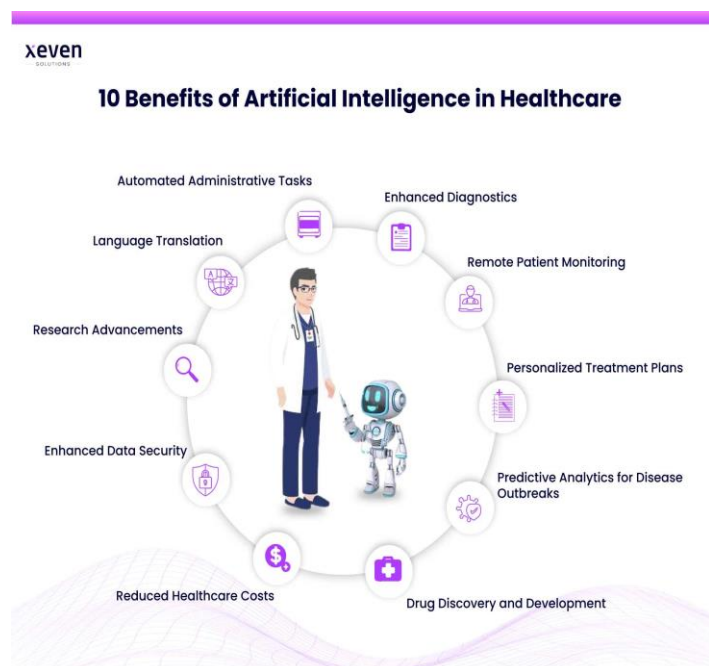 xeven
SOLUTIONS
10 Benefits of Artificial Intelligence in Healthcare
Automated Administrative Tasks
Enhanced Diagnostics
Language Translation
Remote Patient Monitoring
Research Advancements
Personalized Treatment Plans
Enhanced Data Security
Predictive Analytics for Disease
Outbreaks
Reduced Healthcare Costs
Drug Discovery and Development